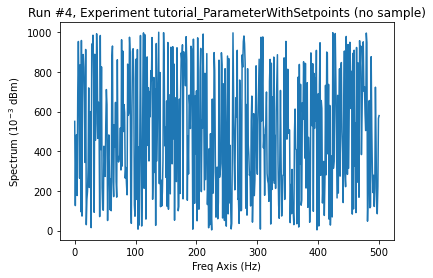 Run #4, Experiment tutorial_ParameterWithSetpoints (no sample)
1000
800
600
400
200
0
Spectrum (10⁻³ dBm)
0 100 200 300 400 500
Freq Axis (Hz)